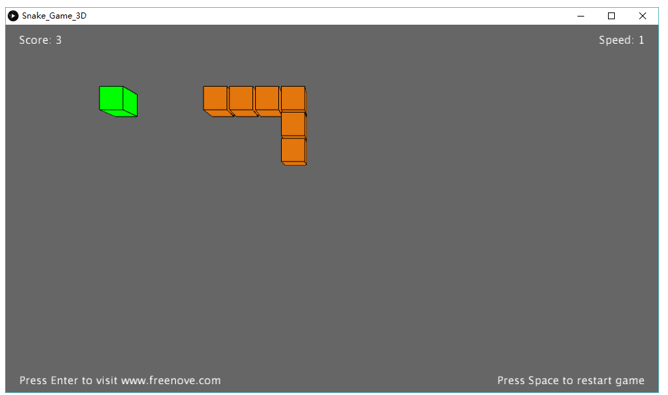 Snake_Game_3D
Score: 3
Speed: 1
Press Enter to visit www.freenove.com
Press Space to restart game